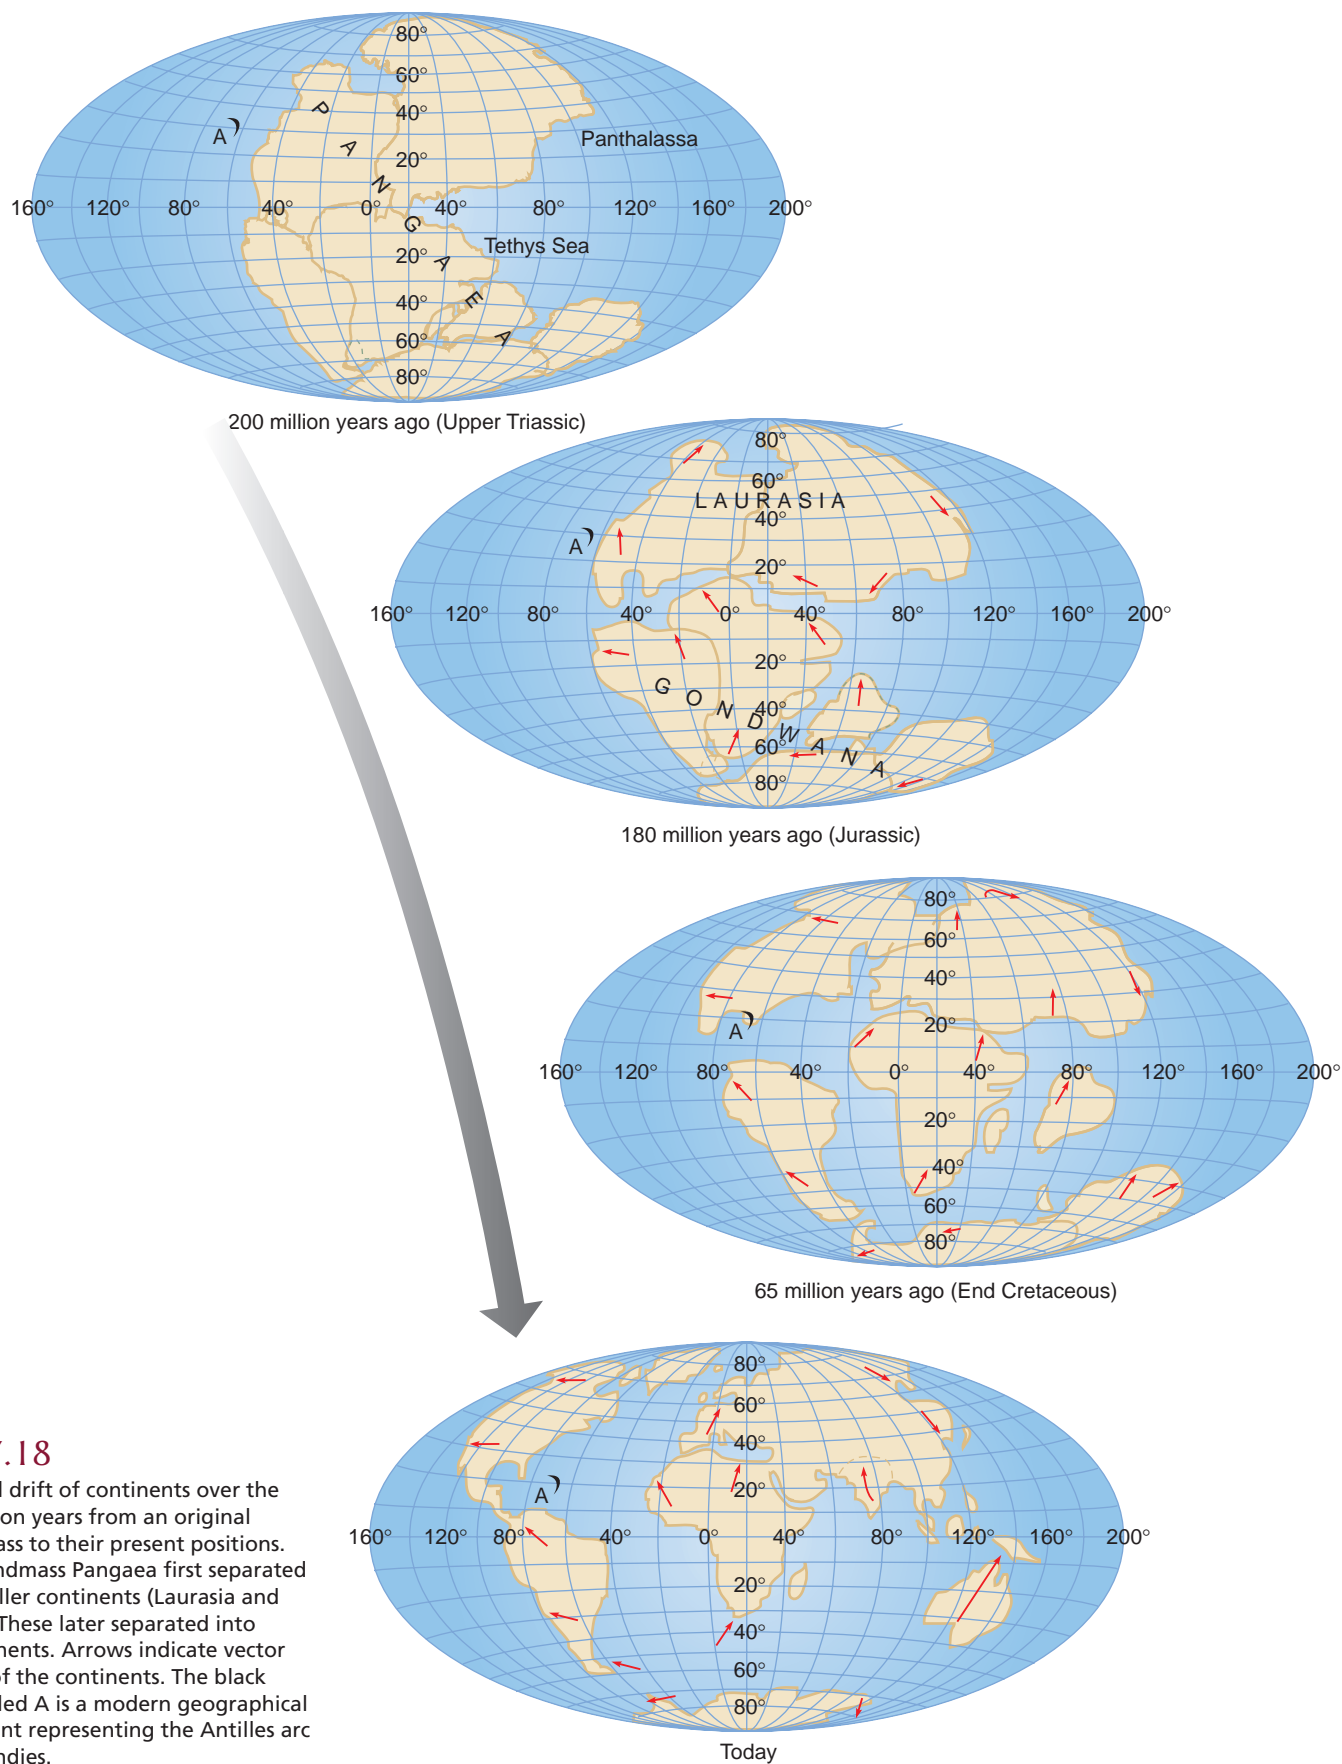 80°
60°
40°
20°
A
PANGAEA
Panthalassa
160° 120° 80° 40° 0° 40° 80° 120° 160° 200°
Tethys Sea
20°
40°
60°
80°
200 million years ago (Upper Triassic)
80°
60°
LAURASIA
40°
A
20°
160° 120° 80° 40° 0° 40° 80° 120° 160° 200°
20°
GONDWANA
40°
60°
80°
180 million years ago (Jurassic)
80°
60°
40°
20°
A
160° 120° 80° 40° 0° 40° 80° 120° 160° 200°
20°
40°
60°
80°
65 million years ago (End Cretaceous)
80°
60°
40°
20°
A
160° 120° 80° 40° 0° 40° 80° 120° 160° 200°
20°
40°
60°
80°
Today
.18
drift of continents over the
on years from an original
ass to their present positions.
ndmass Pangaea first separated
ller continents (Laurasia and
These later separated into
nents. Arrows indicate vector
of the continents. The black
led A is a modern geographical
nt representing the Antilles arc
ndies.